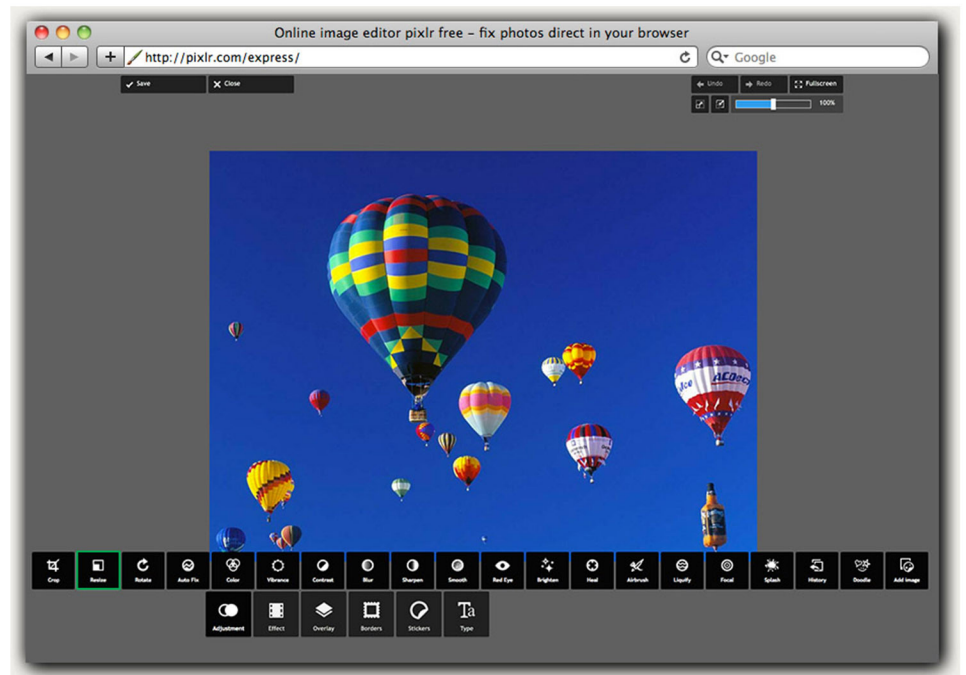 Online image editor pixlr free – fix photos direct in your browser
http://pixlr.com/express/
Google
Save
Close
Undo
Redo
Fullscreen
100%
Joe
Crop
Resize
Rotate
Auto Fix
Color
Vibrance
Contrast
Blur
Sharpen
Smooth
Red Eye
Brighten
Heal
Airbrush
Liquify
Focal
Splash
History
Doodle
Add image
Adjustment
Effect
Overlay
Borders
Stickers
Ta
Type